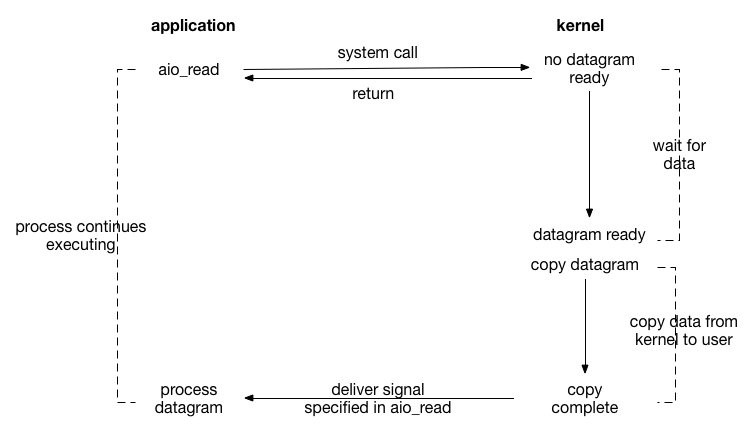 application
kernel
system call
aio_read
no datagram
ready
return
wait for
data
process continues
executing
datagram ready
copy datagram
copy data from
kernel to user
process
datagram
deliver signal
specified in aio_read
copy
complete